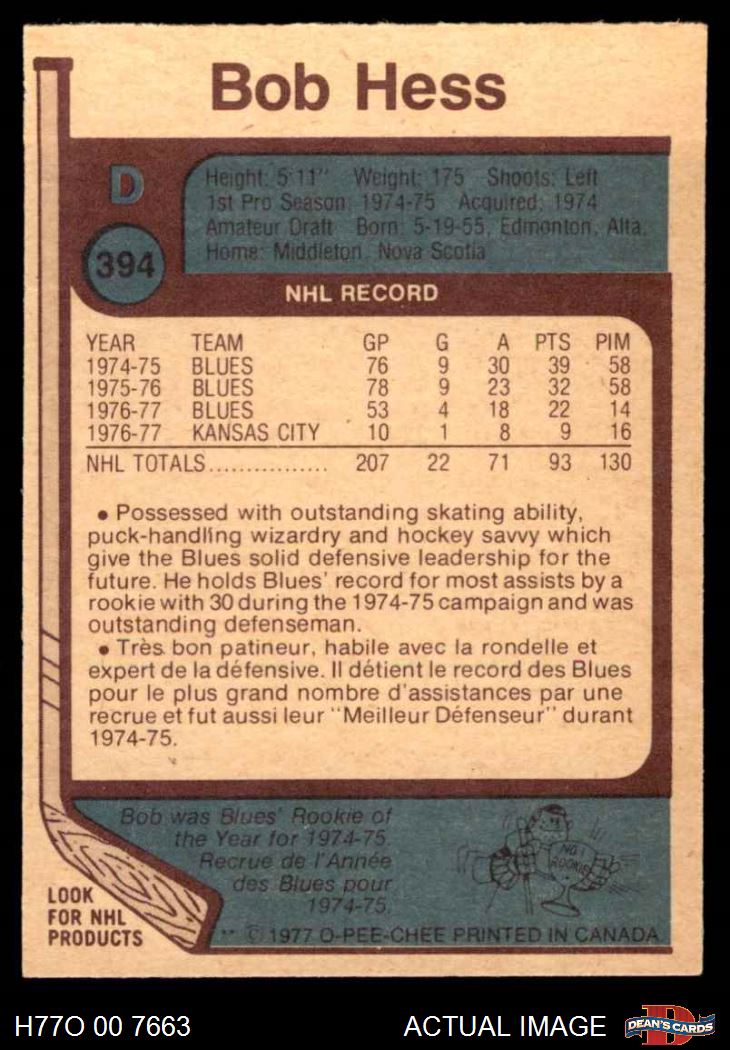 Bob Hess
D
394
Height: 5'11" Weight: 175 Shoots: Left
1st Pro Season: 1974-75 Acquired: 1974
Amateur Draft Born: 5-19-55, Edmonton, Alta.
Home: Middleton, Nova Scotia
NHL RECORD
YEAR TEAM GP G A PTS PIM
1974-75 BLUES 76 9 30 39 58
1975-76 BLUES 78 9 23 32 58
1976-77 BLUES 53 4 18 22 14
1976-77 KANSAS CITY 10 1 8 9 16
NHL TOTALS................ 207 22 71 93 130
• Possessed with outstanding skating ability,
puck-handling wizardry and hockey savvy which
give the Blues solid defensive leadership for the
future. He holds Blues' record for most assists by a
rookie with 30 during the 1974-75 campaign and was
outstanding defenseman.
• Très bon patineur, habile avec la rondelle et
expert de la défensive. Il détient le record des Blues
pour le plus grand nombre d'assistances par une
recrue et fut aussi leur "Meilleur Défenseur" durant
1974-75.
Bob was Blues' Rookie of
the Year for 1974-75.
Recrue de l'Année
des Blues pour
1974-75.
NO. 1
ROOKIE
LOOK
FOR NHL
PRODUCTS
** © 1977 O-PEE-CHEE PRINTED IN CANADA
H77O 00 7663
ACTUAL IMAGE
D
DEAN'S CARDS